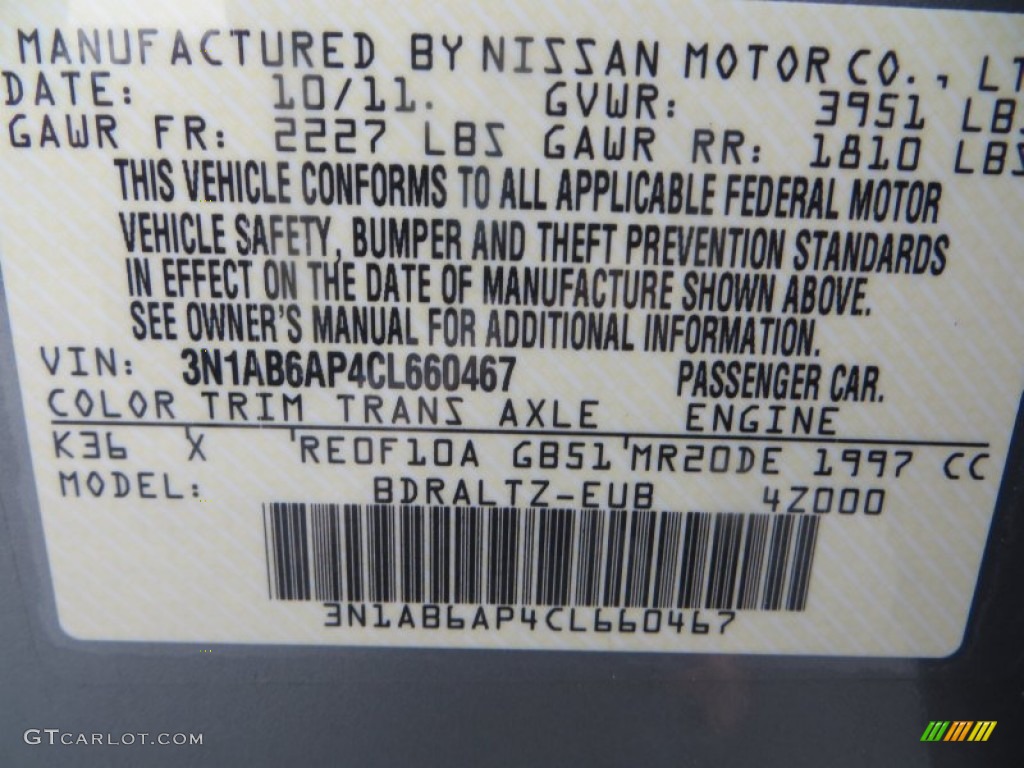 MANUFACTURED BY NISSAN MOTOR CO., LT
DATE: 10/11. GVWR: 3951 LBS
GAWR FR: 2227 LBS GAWR RR: 1810 LBS
THIS VEHICLE CONFORMS TO ALL APPLICABLE FEDERAL MOTOR
VEHICLE SAFETY, BUMPER AND THEFT PREVENTION STANDARDS
IN EFFECT ON THE DATE OF MANUFACTURE SHOWN ABOVE.
SEE OWNER'S MANUAL FOR ADDITIONAL INFORMATION.
VIN: 3N1AB6AP4CL660467 PASSENGER CAR.
COLOR TRIM TRANS AXLE ENGINE
K36 X RE0F10A GB51 MR20DE 1997 CC
MODEL: BDRALTZ-EUB 4Z000
3N1AB6AP4CL660467
GTCARLOT.COM